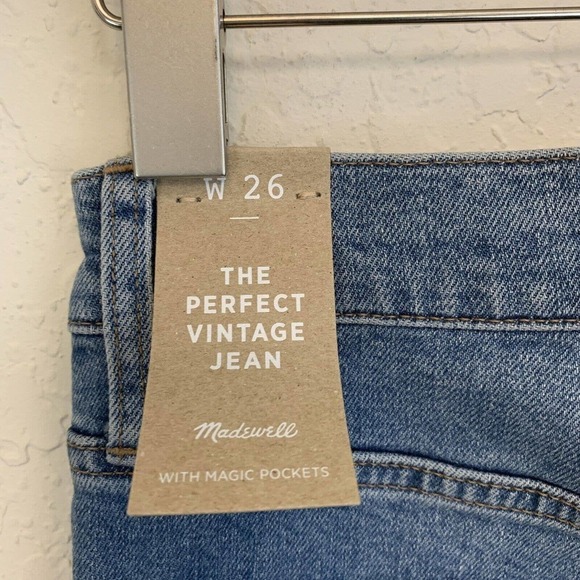 W 26
THE
PERFECT
VINTAGE
JEAN
Madewell
WITH MAGIC POCKETS